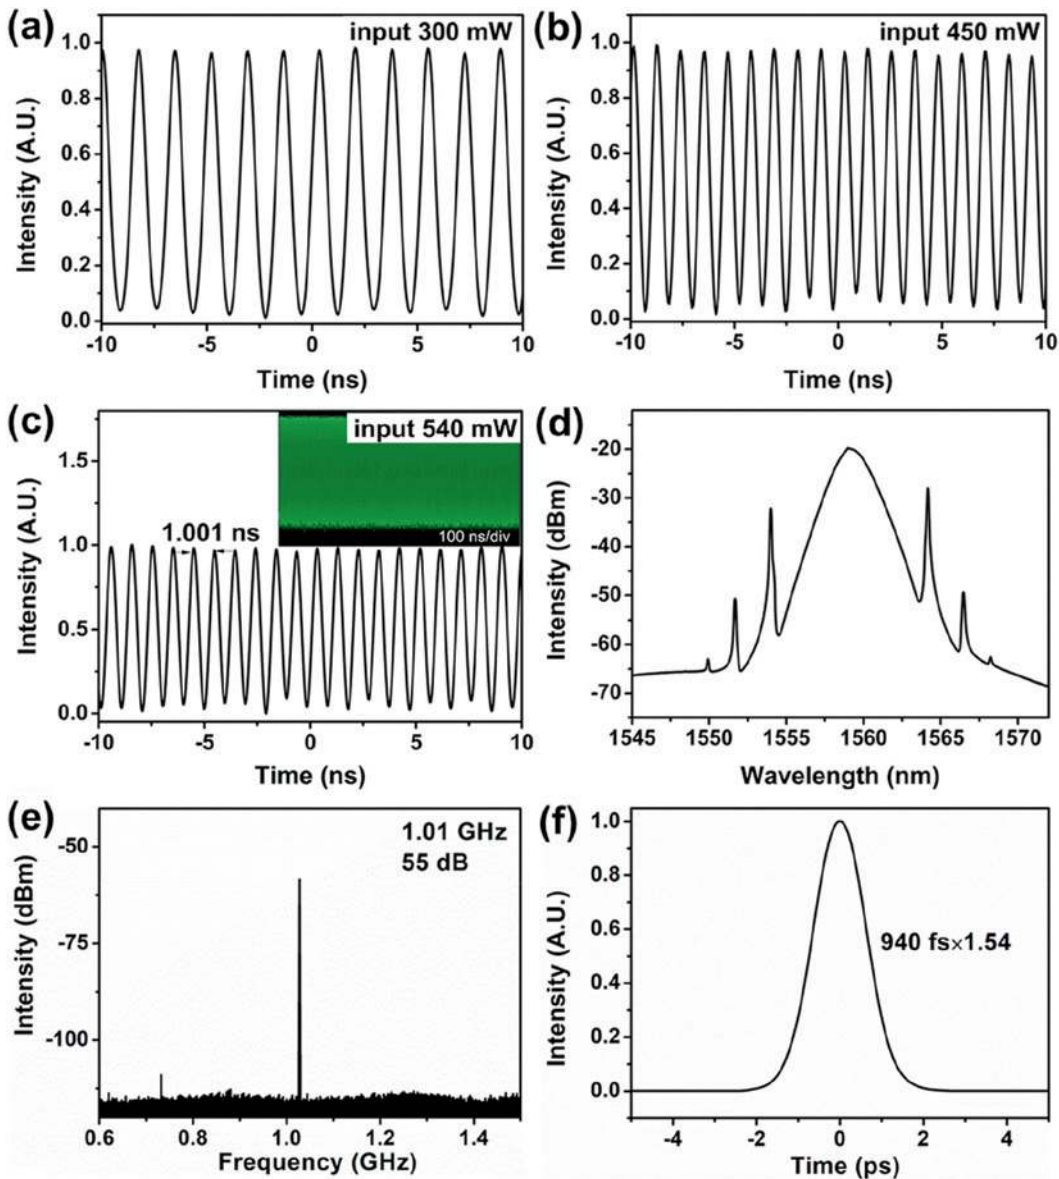 (a)
input 300 mW
Intensity (A.U.)
1.0
0.8
0.6
0.4
0.2
0.0
-10 -5 0 5 10
Time (ns)
(b)
input 450 mW
Intensity (A.U.)
1.0
0.8
0.6
0.4
0.2
0.0
-10 -5 0 5 10
Time (ns)
(c)
input 540 mW
100 ns/div
1.001 ns
Intensity (A.U.)
1.5
1.0
0.5
0.0
-10 -5 0 5 10
Time (ns)
(d)
Intensity (dBm)
-20
-30
-40
-50
-60
-70
1545 1550 1555 1560 1565 1570
Wavelength (nm)
(e)
1.01 GHz
55 dB
Intensity (dBm)
-50
-75
-100
0.6 0.8 1.0 1.2 1.4
Frequency (GHz)
(f)
940 fs×1.54
Intensity (A.U.)
1.0
0.8
0.6
0.4
0.2
0.0
-4 -2 0 2 4
Time (ps)